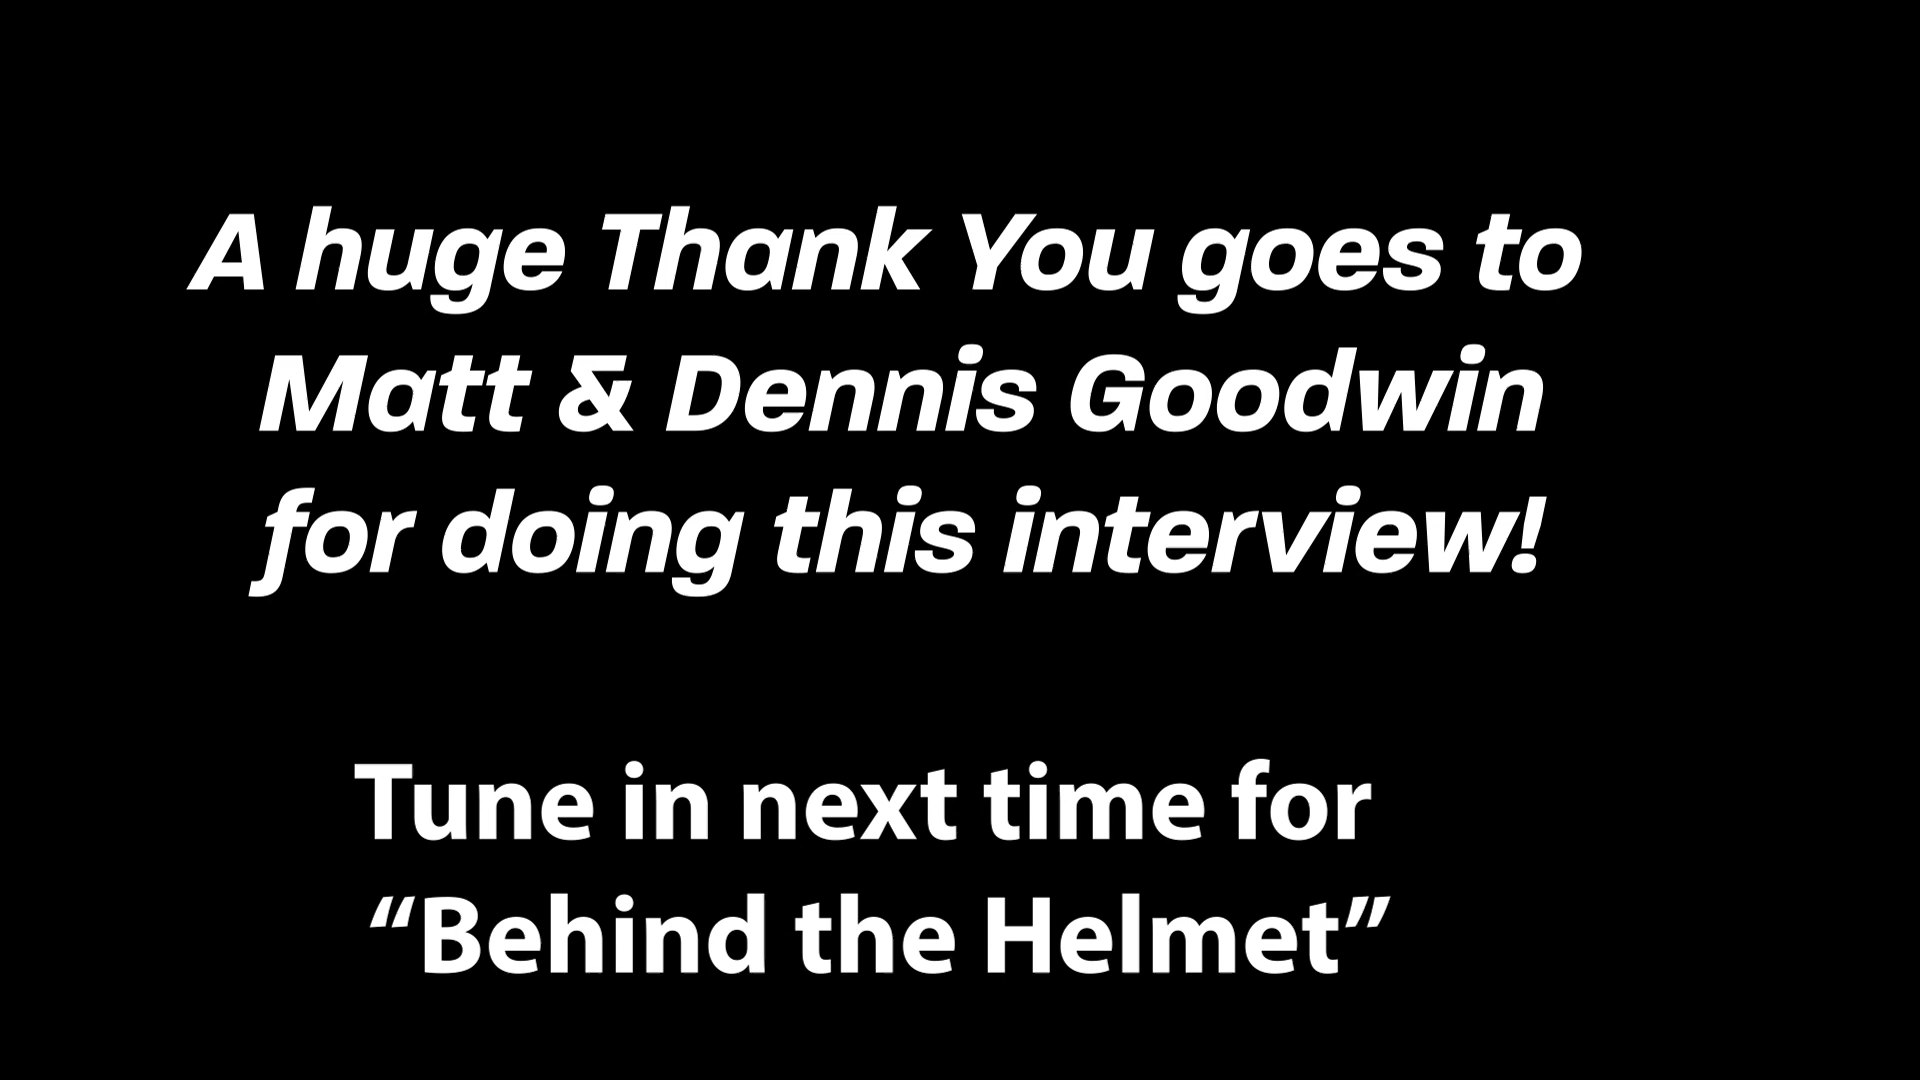 A huge Thank You goes to
Matt & Dennis Goodwin
for doing this interview!
Tune in next time for
“Behind the Helmet”